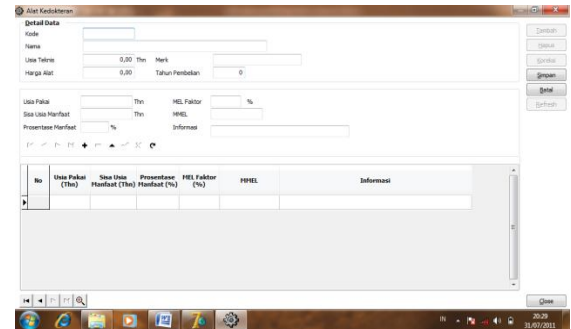 Alat Kedokteran
Detail Data
Kode
Nama
Usia Teknis 0,00 Thn Merk
Harga Alat 0,00 Tahun Pembelian 0
Tambah
Hapus
Koreksi
Simpan
Batal
Refresh
Usia Pakai Thn MEL Faktor %
Sisa Usia Manfaat Thn MMEL
Prosentase Manfaat % Informasi
No Usia Pakai (Thn) Sisa Usia Manfaat (Thn) Prosentase Manfaat (%) MEL Faktor (%) MMEL Informasi
Close
IN 20:29
31/07/2011